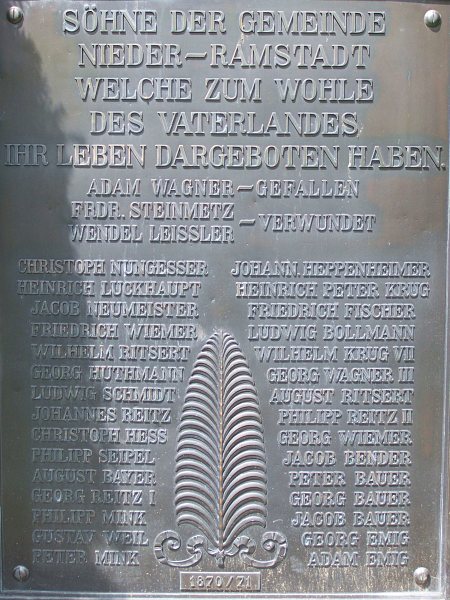 SÖHNE DER GEMEINDE
NIEDER–RAMSTADT
WELCHE ZUM WOHLE
DES VATERLANDES
IHR LEBEN DARGEBOTEN HABEN.
ADAM WAGNER – GEFALLEN
FRDR. STEINMETZ
WENDEL LEISSLER – VERWUNDET
CHRISTOPH NUNGESSER
HEINRICH LUCKHAUPT
JACOB NEUMEISTER
FRIEDRICH WIEMER
WILHELM RITSERT
GEORG HUTHMANN
LUDWIG SCHMIDT
JOHANNES REITZ
CHRISTOPH HESS
PHILIPP SEIPEL
AUGUST BAYER
GEORG REITZ I
PHILIPP MINK
GUSTAV WEIL
PETER MINK
JOHANN. HEPPENHEIMER
HEINRICH PETER KRUG
FRIEDRICH FISCHER
LUDWIG BOLLMANN
WILHELM KRUG VII
GEORG WAGNER III
AUGUST RITSERT
PHILIPP REITZ II
GEORG WIEMER
JACOB BENDER
PETER BAUER
GEORG BAUER
JACOB BAUER
GEORG EMIG
ADAM EMIG
1870/71